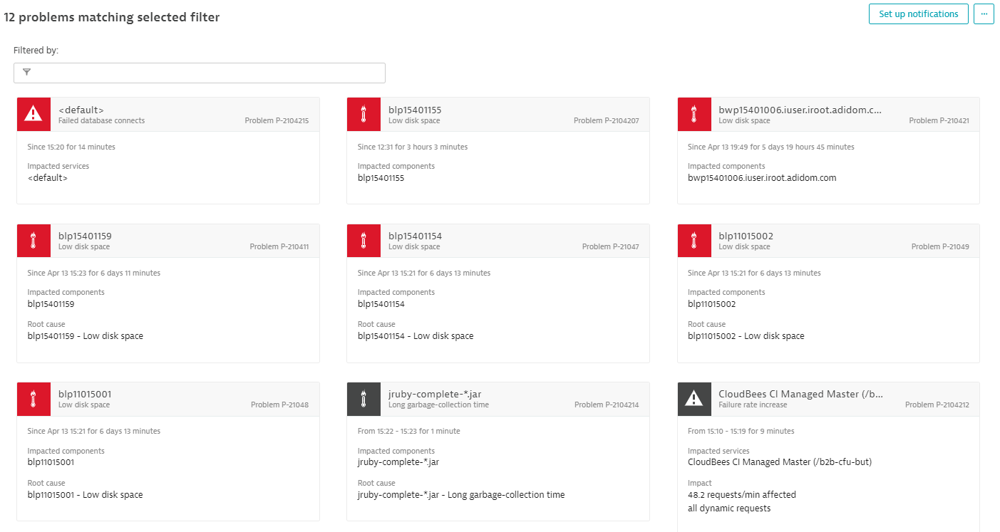 12 problems matching selected filter
Set up notifications
...
Filtered by:
<default>
Failed database connects
Problem P-2104215
Since 15:20 for 14 minutes
Impacted services
<default>
blp15401155
Low disk space
Problem P-2104207
Since 12:31 for 3 hours 3 minutes
Impacted components
blp15401155
bwp15401006.iuser.iroot.adidom.c...
Low disk space
Problem P-210421
Since Apr 13 19:49 for 5 days 19 hours 45 minutes
Impacted components
bwp15401006.iuser.iroot.adidom.com
blp15401159
Low disk space
Problem P-210411
Since Apr 13 15:23 for 6 days 11 minutes
Impacted components
blp15401159
Root cause
blp15401159 - Low disk space
blp15401154
Low disk space
Problem P-21047
Since Apr 13 15:21 for 6 days 13 minutes
Impacted components
blp15401154
Root cause
blp15401154 - Low disk space
blp11015002
Low disk space
Problem P-21049
Since Apr 13 15:21 for 6 days 13 minutes
Impacted components
blp11015002
Root cause
blp11015002 - Low disk space
blp11015001
Low disk space
Problem P-21048
Since Apr 13 15:21 for 6 days 13 minutes
Impacted components
blp11015001
Root cause
blp11015001 - Low disk space
jruby-complete-*.jar
Long garbage-collection time
Problem P-2104214
From 15:22 - 15:23 for 1 minute
Impacted components
jruby-complete-*.jar
Root cause
jruby-complete-*.jar - Long garbage-collection time
CloudBees CI Managed Master (/b...
Failure rate increase
Problem P-2104212
From 15:10 - 15:19 for 9 minutes
Impacted services
CloudBees CI Managed Master (/b2b-cfu-but)
Impact
48.2 requests/min affected
all dynamic requests